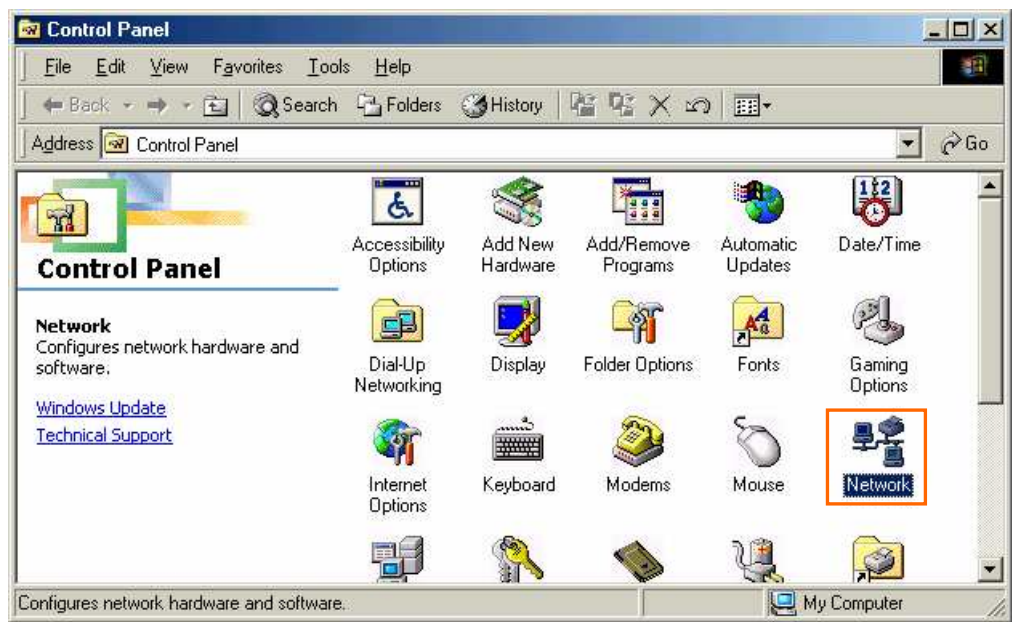 Control Panel
File Edit View Favorites Tools Help
Back Search Folders History
Address Control Panel Go
Control Panel
Network
Configures network hardware and
software.
Windows Update
Technical Support
Accessibility
Options
Add New
Hardware
Add/Remove
Programs
Automatic
Updates
Date/Time
Dial-Up
Networking
Display
Folder Options
Fonts
Gaming
Options
Internet
Options
Keyboard
Modems
Mouse
Network
Configures network hardware and software.
My Computer